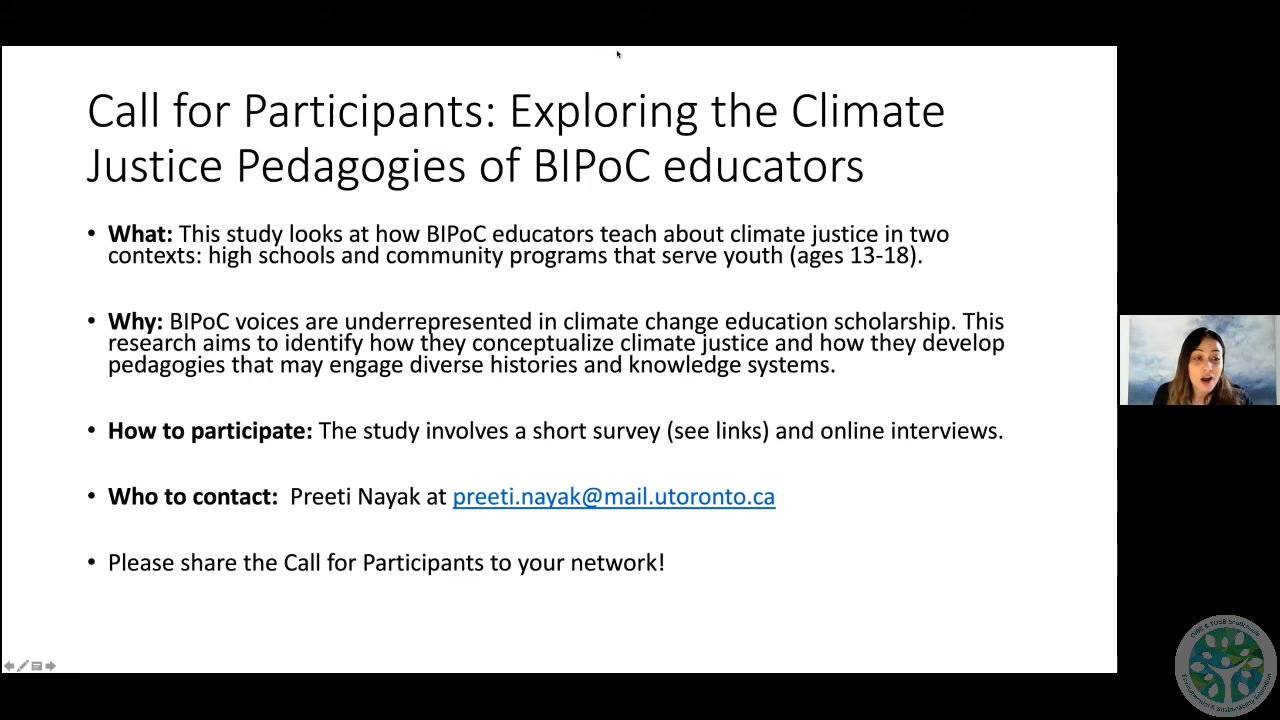 Call for Participants: Exploring the Climate
Justice Pedagogies of BIPoC educators
• What: This study looks at how BIPoC educators teach about climate justice in two
contexts: high schools and community programs that serve youth (ages 13-18).
• Why: BIPoC voices are underrepresented in climate change education scholarship. This
research aims to identify how they conceptualize climate justice and how they develop
pedagogies that may engage diverse histories and knowledge systems.
• How to participate: The study involves a short survey (see links) and online interviews.
• Who to contact:  Preeti Nayak at preeti.nayak@mail.utoronto.ca
• Please share the Call for Participants to your network!
Environmental & Sustainability Education